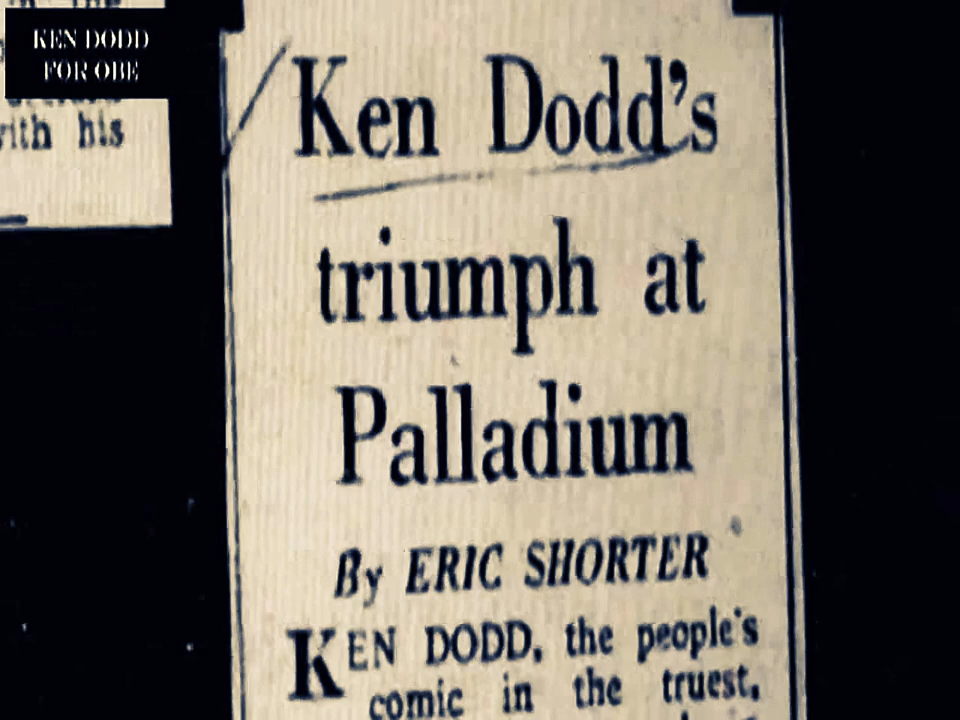 KEN DODD
FOR OBE
with his
Ken Dodd's
triumph at
Palladium
By ERIC SHORTER
KEN DODD, the people's
comic in the truest,